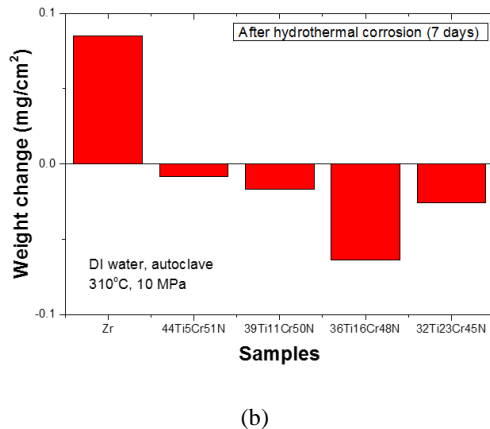 0.1
After hydrothermal corrosion (7 days)
Weight change (mg/cm²)
0.0
DI water, autoclave
310°C, 10 MPa
-0.1
Zr 44Ti5Cr51N 39Ti11Cr50N 36Ti16Cr48N 32Ti23Cr45N
Samples
(b)